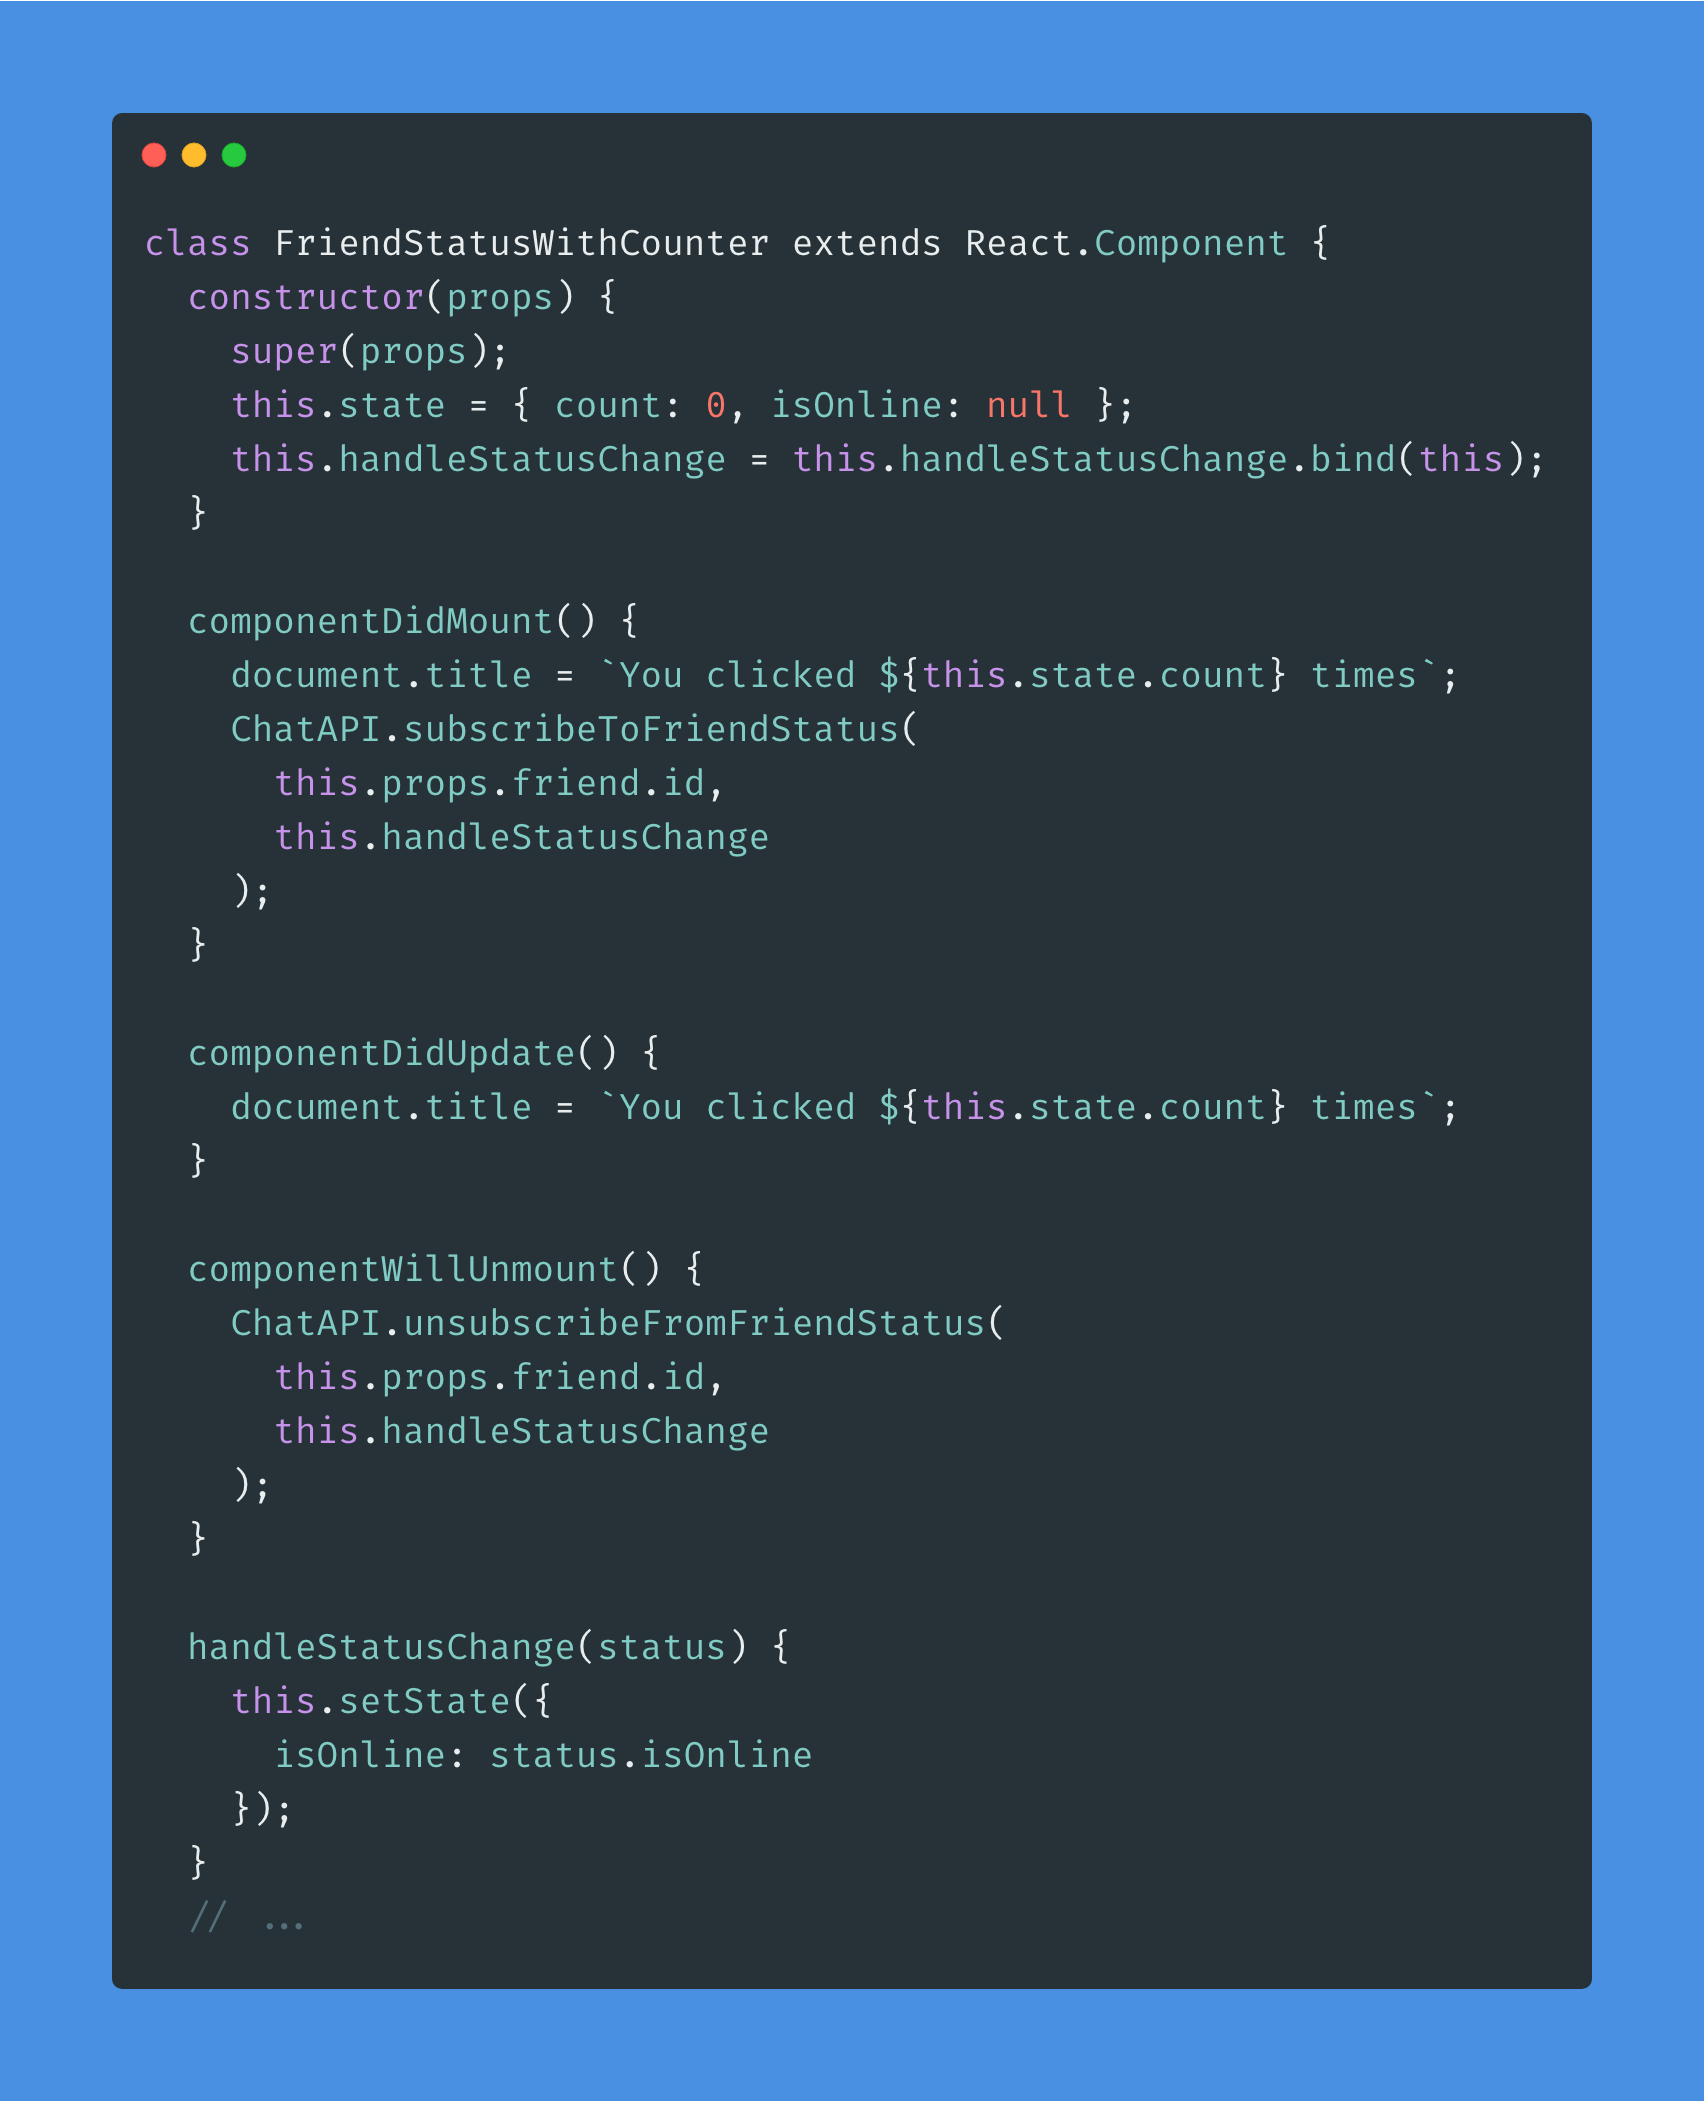 class FriendStatusWithCounter extends React.Component {
  constructor(props) {
    super(props);
    this.state = { count: 0, isOnline: null };
    this.handleStatusChange = this.handleStatusChange.bind(this);
  }

  componentDidMount() {
    document.title = `You clicked ${this.state.count} times`;
    ChatAPI.subscribeToFriendStatus(
      this.props.friend.id,
      this.handleStatusChange
    );
  }

  componentDidUpdate() {
    document.title = `You clicked ${this.state.count} times`;
  }

  componentWillUnmount() {
    ChatAPI.unsubscribeFromFriendStatus(
      this.props.friend.id,
      this.handleStatusChange
    );
  }

  handleStatusChange(status) {
    this.setState({
      isOnline: status.isOnline
    });
  }
  // ...